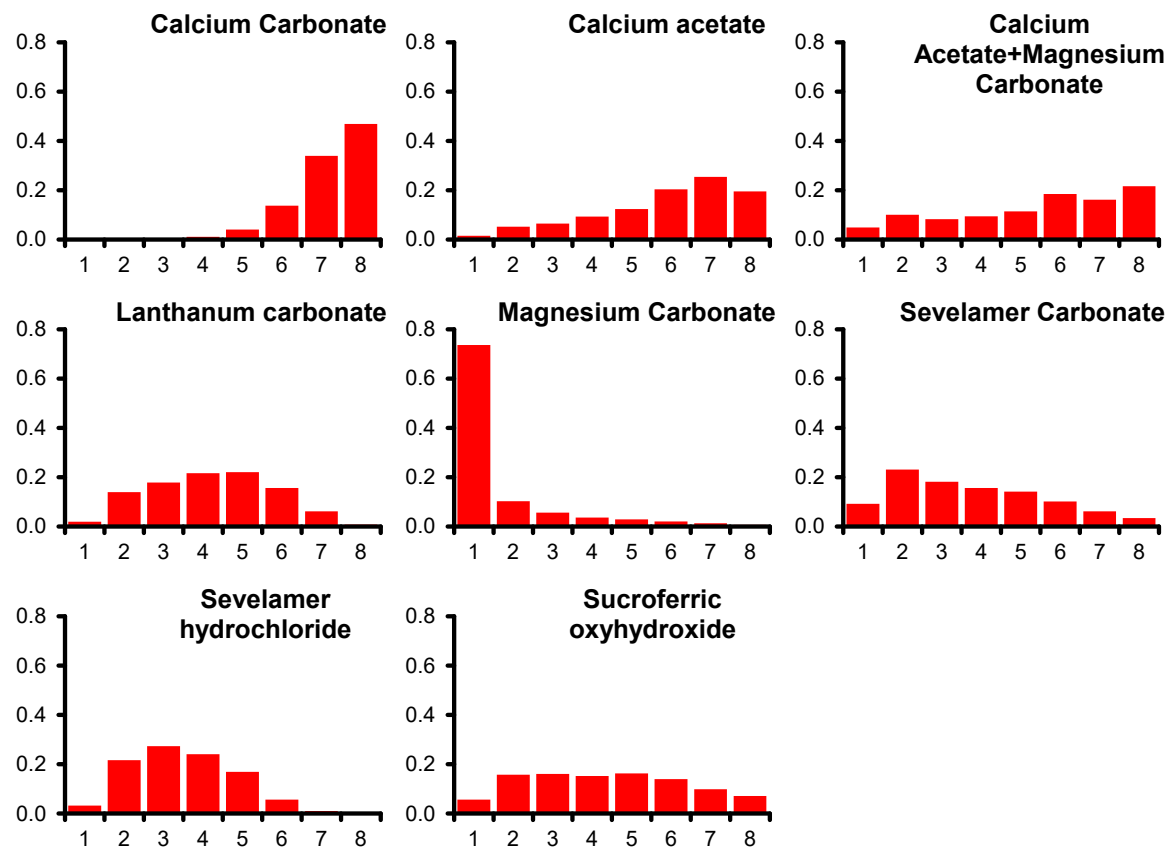 Calcium Carbonate
0.8
0.6
0.4
0.2
0.0
1 2 3 4 5 6 7 8
Calcium acetate
0.8
0.6
0.4
0.2
0.0
1 2 3 4 5 6 7 8
Calcium
Acetate+Magnesium
Carbonate
0.8
0.6
0.4
0.2
0.0
1 2 3 4 5 6 7 8
Lanthanum carbonate
0.8
0.6
0.4
0.2
0.0
1 2 3 4 5 6 7 8
Magnesium Carbonate
0.8
0.6
0.4
0.2
0.0
1 2 3 4 5 6 7 8
Sevelamer Carbonate
0.8
0.6
0.4
0.2
0.0
1 2 3 4 5 6 7 8
Sevelamer
hydrochloride
0.8
0.6
0.4
0.2
0.0
1 2 3 4 5 6 7 8
Sucroferric
oxyhydroxide
0.8
0.6
0.4
0.2
0.0
1 2 3 4 5 6 7 8